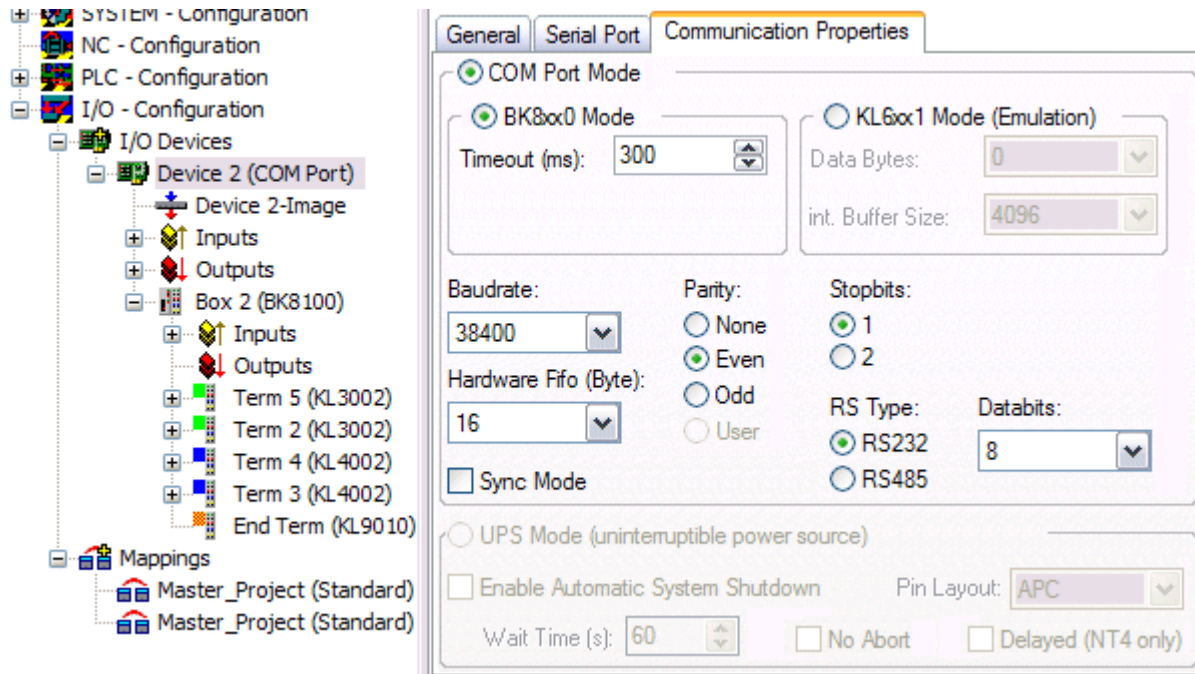 SYSTEM - Configuration
NC - Configuration
PLC - Configuration
I/O - Configuration
I/O Devices
Device 2 (COM Port)
Device 2-Image
Inputs
Outputs
Box 2 (BK8100)
Inputs
Outputs
Term 5 (KL3002)
Term 2 (KL3002)
Term 4 (KL4002)
Term 3 (KL4002)
End Term (KL9010)
Mappings
Master_Project (Standard)
Master_Project (Standard)
General Serial Port Communication Properties
COM Port Mode
BK8xx0 Mode
Timeout (ms): 300
KL6xx1 Mode (Emulation)
Data Bytes: 0
int. Buffer Size: 4096
Baudrate:
38400
Hardware Fifo (Byte):
16
Sync Mode
Parity:
None
Even
Odd
User
Stopbits:
1
2
RS Type:
RS232
RS485
Databits:
8
UPS Mode (uninterruptible power source)
Enable Automatic System Shutdown Pin Layout: APC
Wait Time (s): 60 No Abort Delayed (NT4 only)